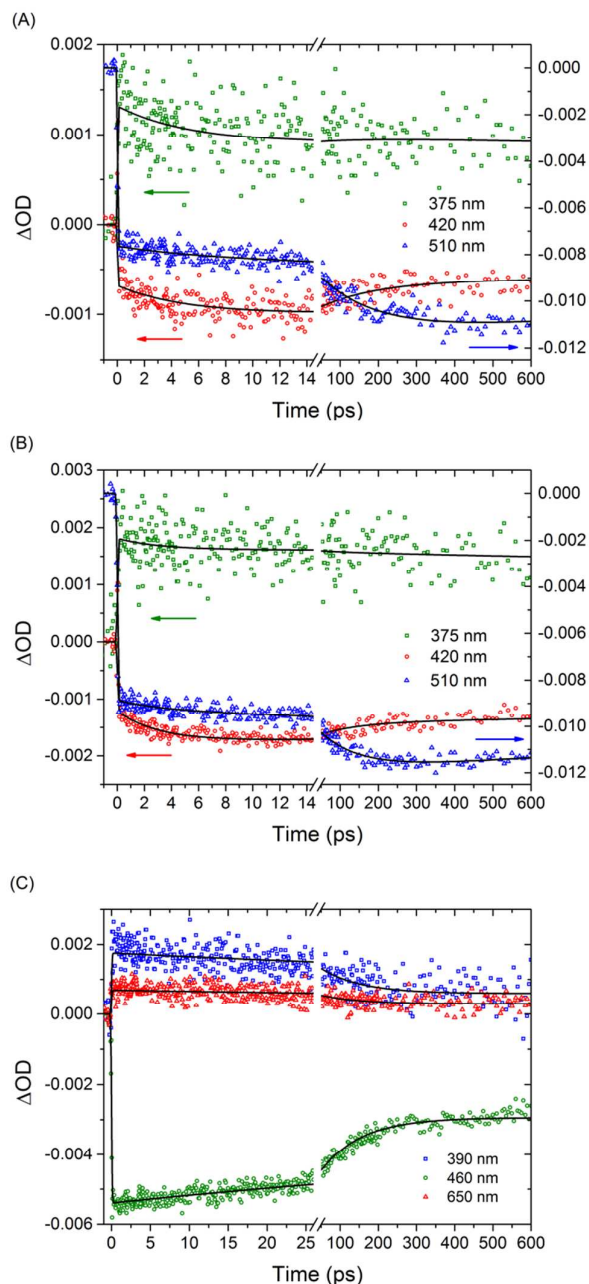 (A)
0.002
0.001
0.000
-0.001
ΔOD
0.000
-0.002
-0.004
-0.006
-0.008
-0.010
-0.012
375 nm
420 nm
510 nm
0 2 4 6 8 10 12 14 100 200 300 400 500 600
Time (ps)
(B)
0.003
0.002
0.001
0.000
-0.001
-0.002
ΔOD
0.000
-0.002
-0.004
-0.006
-0.008
-0.010
-0.012
375 nm
420 nm
510 nm
0 2 4 6 8 10 12 14 100 200 300 400 500 600
Time (ps)
(C)
0.002
0.000
-0.002
-0.004
-0.006
ΔOD
390 nm
460 nm
650 nm
0 5 10 15 20 25 100 200 300 400 500 600
Time (ps)